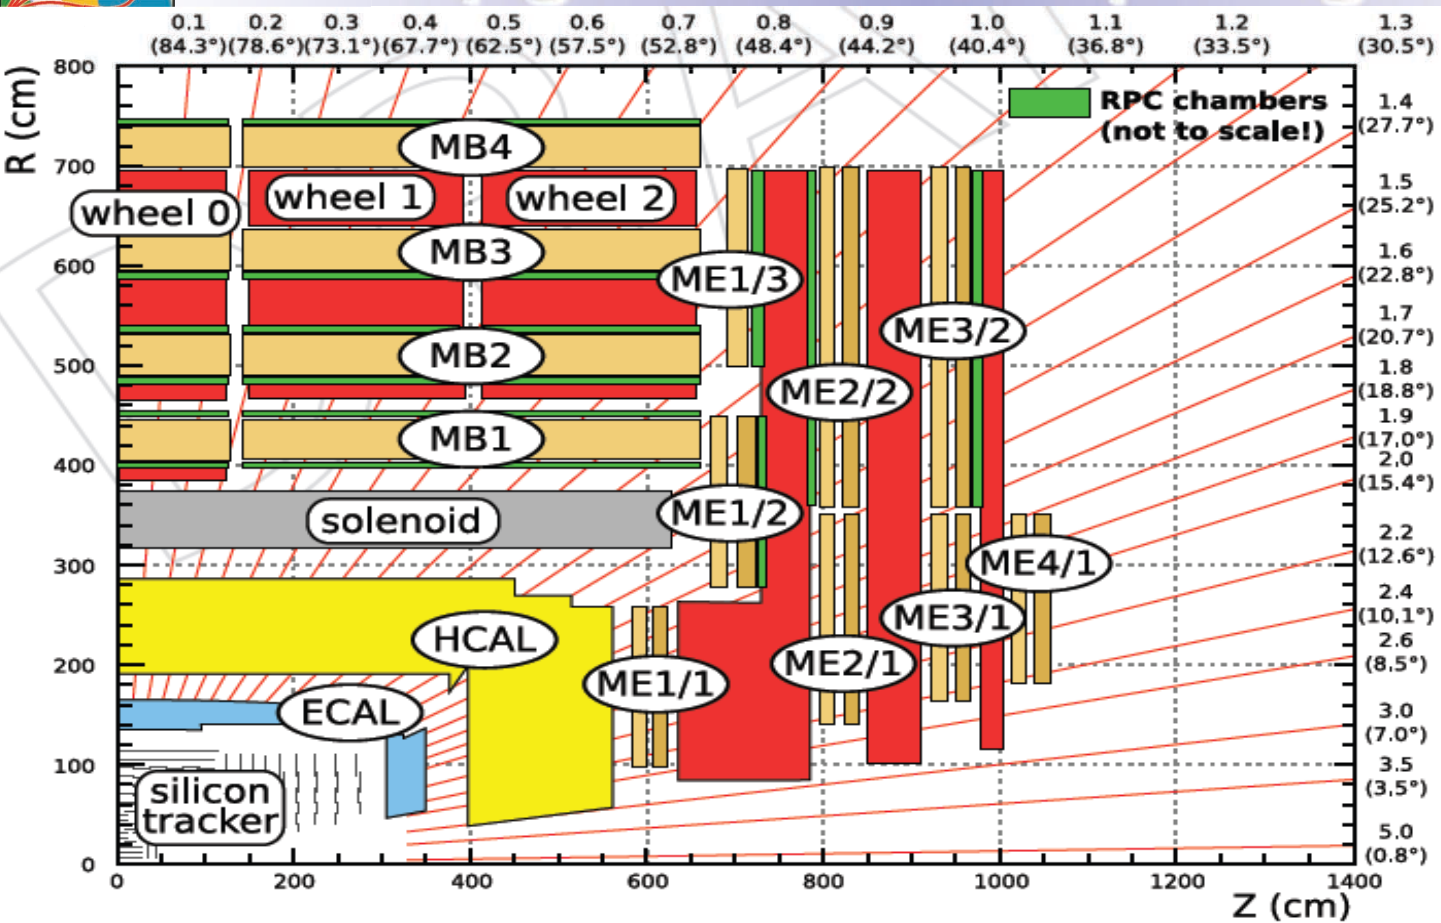 0.1 0.2 0.3 0.4 0.5 0.6 0.7 0.8 0.9 1.0 1.1 1.2 1.3
(84.3°) (78.6°) (73.1°) (67.7°) (62.5°) (57.5°) (52.8°) (48.4°) (44.2°) (40.4°) (36.8°) (33.5°) (30.5°)
R (cm)
800
700
600
500
400
300
200
100
0
RPC chambers
(not to scale!)
MB4
wheel 0
wheel 1
wheel 2
MB3
MB2
MB1
solenoid
HCAL
ECAL
silicon
tracker
ME1/3
ME1/2
ME1/1
ME2/2
ME2/1
ME3/2
ME3/1
ME4/1
1.4
(27.7°)
1.5
(25.2°)
1.6
(22.8°)
1.7
(20.7°)
1.8
(18.8°)
1.9
(17.0°)
2.0
(15.4°)
2.2
(12.6°)
2.4
(10.1°)
2.6
(8.5°)
3.0
(7.0°)
3.5
(3.5°)
5.0
(0.8°)
0 200 400 600 800 1000 1200 1400
Z (cm)